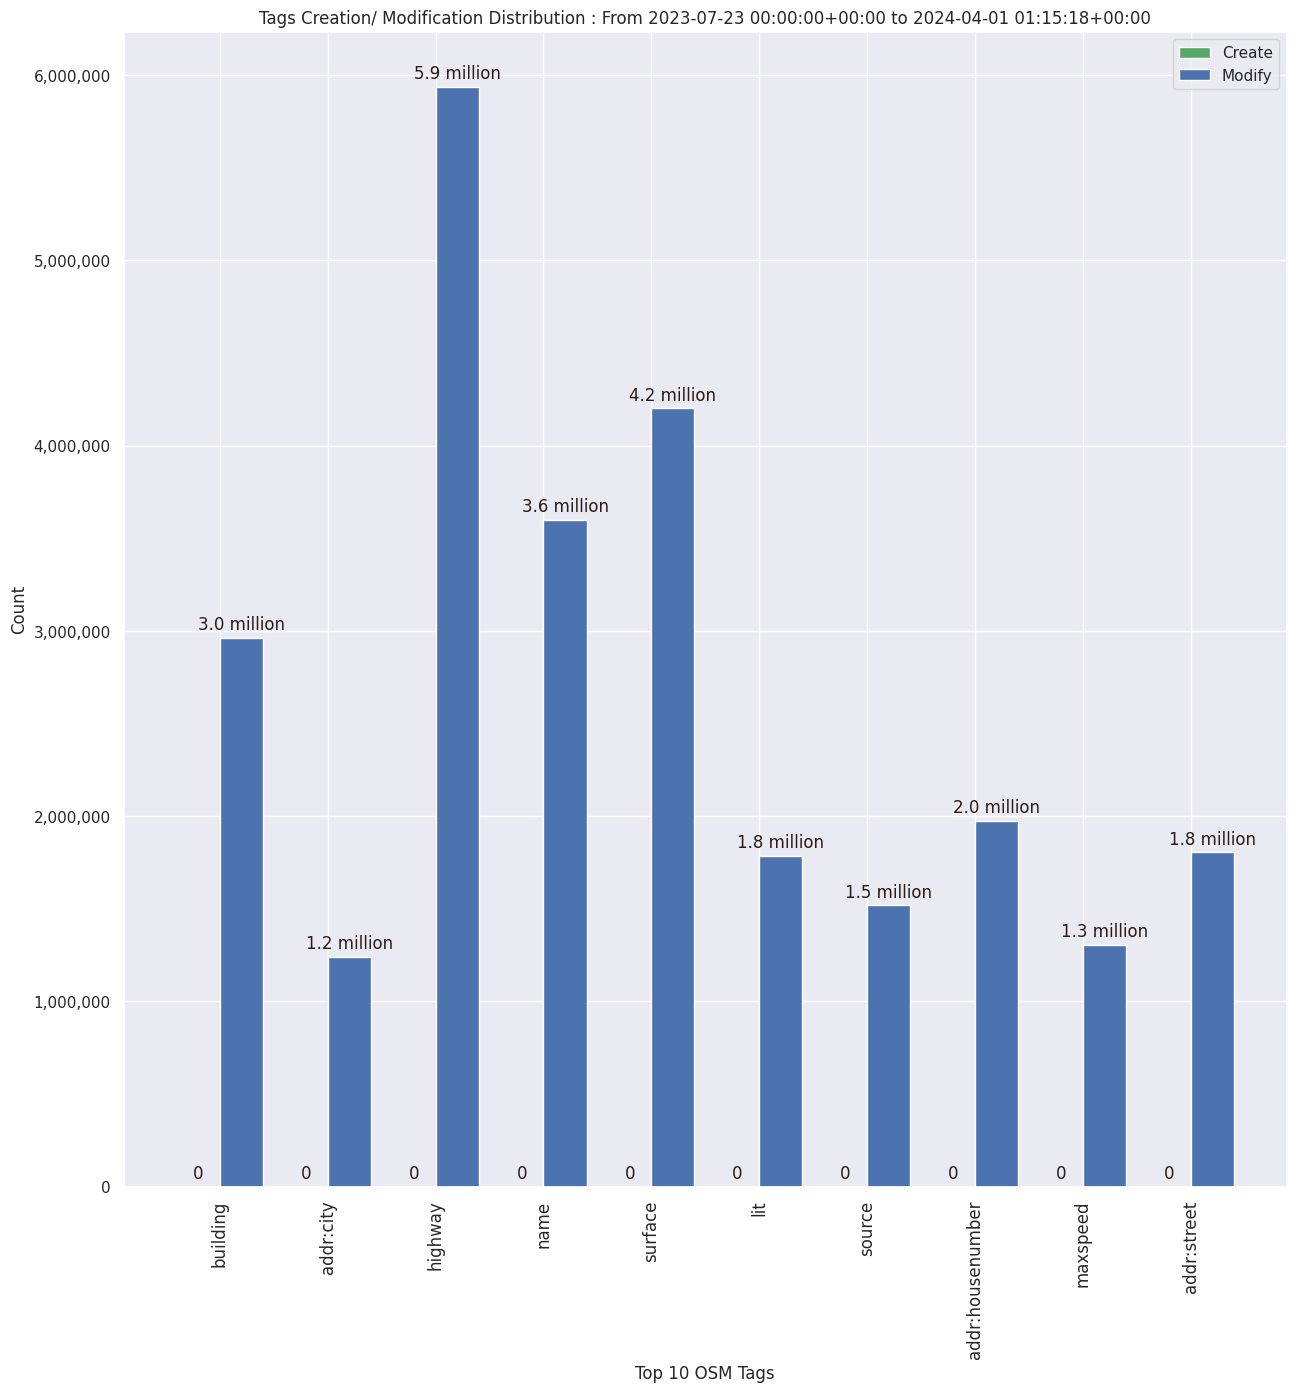 Tags Creation/ Modification Distribution : From 2023-07-23 00:00:00+00:00 to 2024-04-01 01:15:18+00:00
Create
Modify
6,000,000
5,000,000
4,000,000
3,000,000
2,000,000
1,000,000
0
Count
5.9 million
4.2 million
3.6 million
3.0 million
2.0 million
1.8 million
1.8 million
1.5 million
1.3 million
1.2 million
0
0
0
0
0
0
0
0
0
0
building
addr:city
highway
name
surface
lit
source
addr:housenumber
maxspeed
addr:street
Top 10 OSM Tags